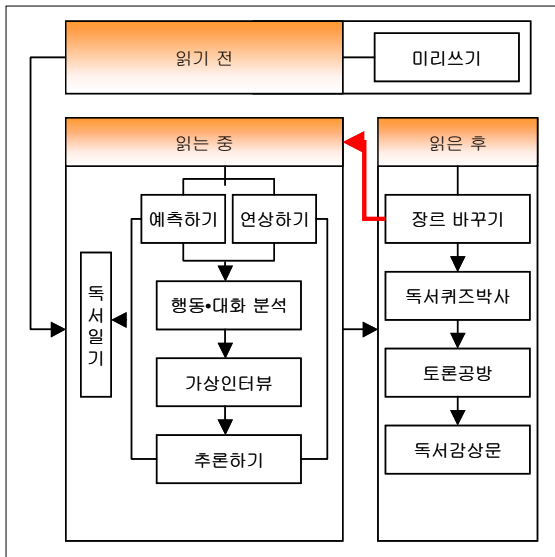 읽기 전
미리쓰기
읽는 중
예측하기
연상하기
독서일기
행동•대화 분석
가상인터뷰
추론하기
읽은 후
장르 바꾸기
독서퀴즈박사
토론공방
독서감상문